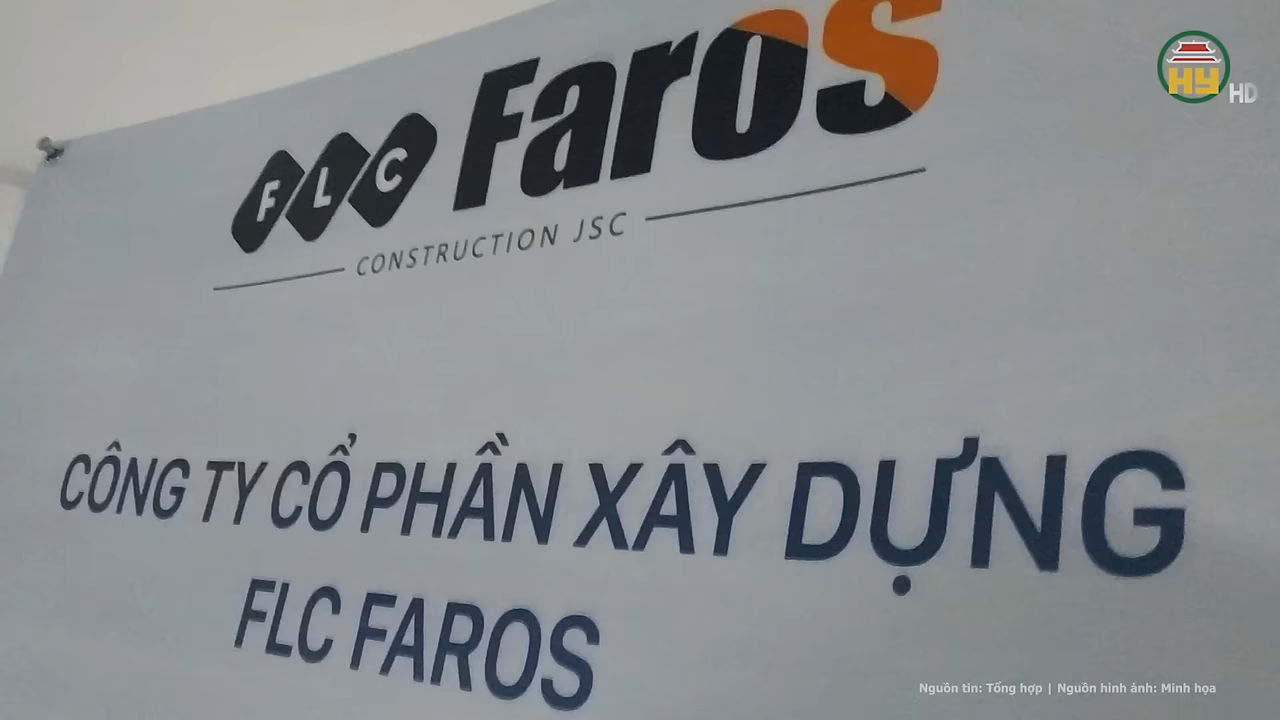 HY HD
FLC Faros
CONSTRUCTION JSC
CÔNG TY CỔ PHẦN XÂY DỰNG
FLC FAROS
Nguồn tin: Tổng hợp | Nguồn hình ảnh: Minh họa